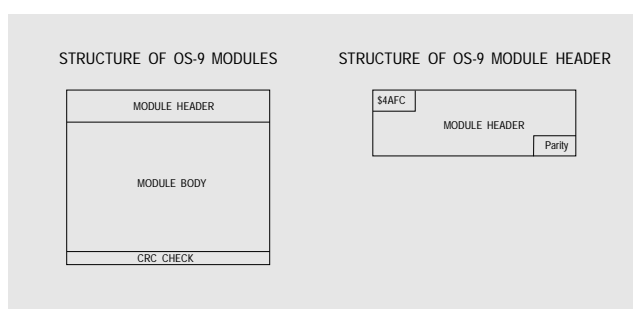 STRUCTURE OF OS-9 MODULES
MODULE HEADER
MODULE BODY
CRC CHECK
STRUCTURE OF OS-9 MODULE HEADER
$4AFC
MODULE HEADER
Parity